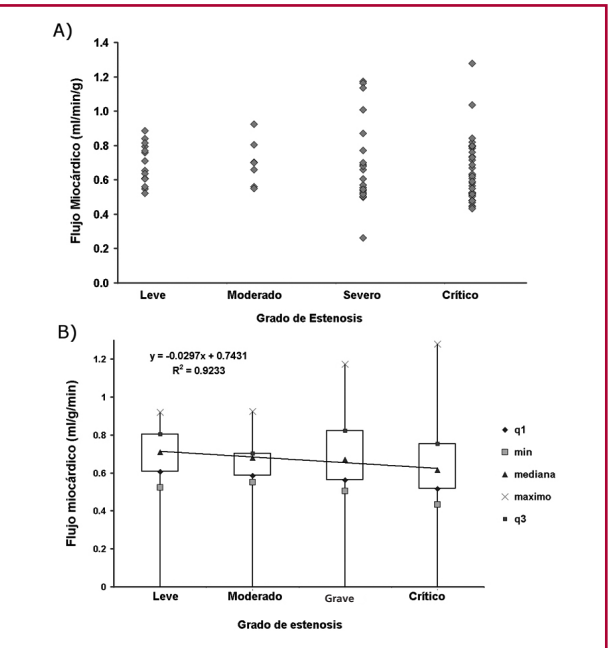 A)
Flujo Miocárdico (ml/min/g)
1.4
1.2
1.0
0.8
0.6
0.4
0.2
0.0
Leve Moderado Severo Crítico
Grado de Estenosis
B)
Flujo miocárdico (ml/g/min)
y = -0.0297x + 0.7431
R² = 0.9233
1.2
1
0.8
0.6
0.4
0.2
0
q1
min
mediana
maximo
q3
Leve Moderado Grave Crítico
Grado de estenosis